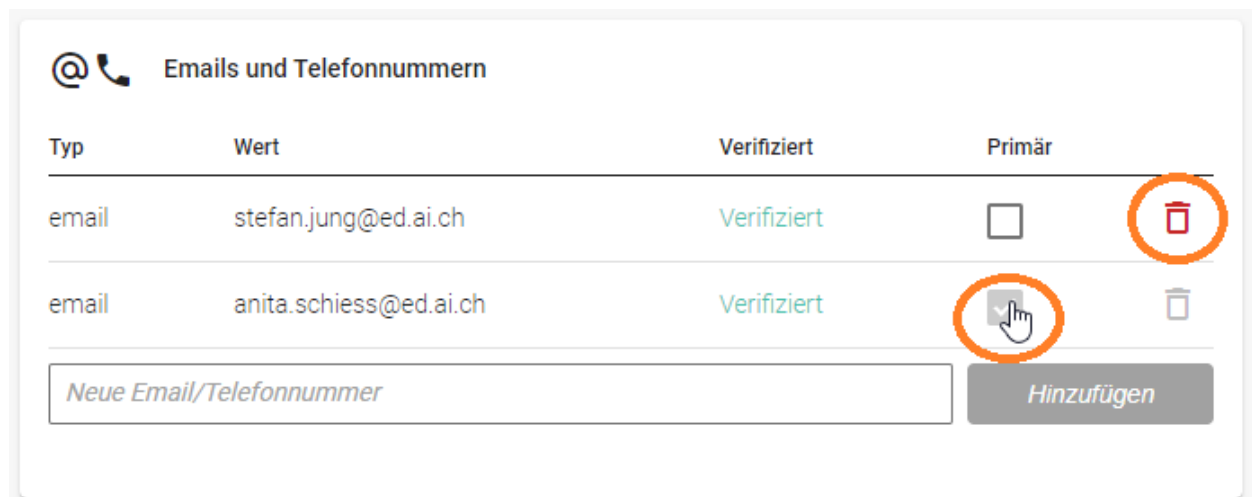 Emails und Telefonnummern
Typ Wert Verifiziert Primär
email stefan.jung@ed.ai.ch Verifiziert
email anita.schiess@ed.ai.ch Verifiziert
Neue Email/Telefonnummer Hinzufügen